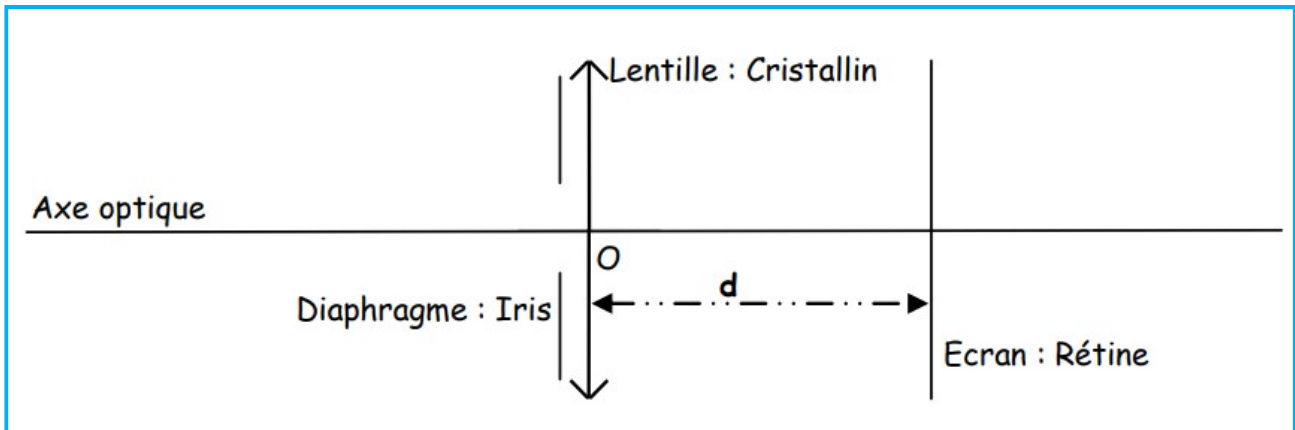 Lentille : Cristallin
Axe optique
O
d
Diaphragme : Iris
Ecran : Rétine